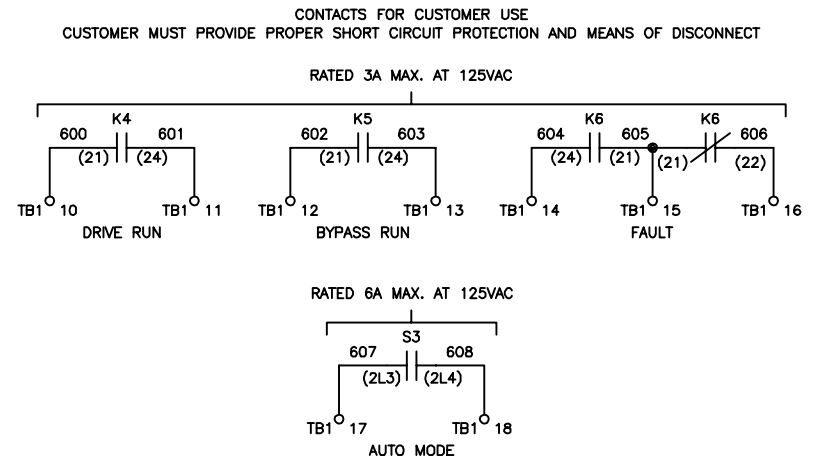 CONTACTS FOR CUSTOMER USE
CUSTOMER MUST PROVIDE PROPER SHORT CIRCUIT PROTECTION AND MEANS OF DISCONNECT
RATED 3A MAX. AT 125VAC
K4 K5 K6 K6
600 601 602 603 604 605 606
(21) (24) (21) (24) (24) (21) (21) (22)
TB1 10 TB1 11 TB1 12 TB1 13 TB1 14 TB1 15 TB1 16
DRIVE RUN BYPASS RUN FAULT
RATED 6A MAX. AT 125VAC
S3
607 608
(2L3) (2L4)
TB1 17 TB1 18
AUTO MODE